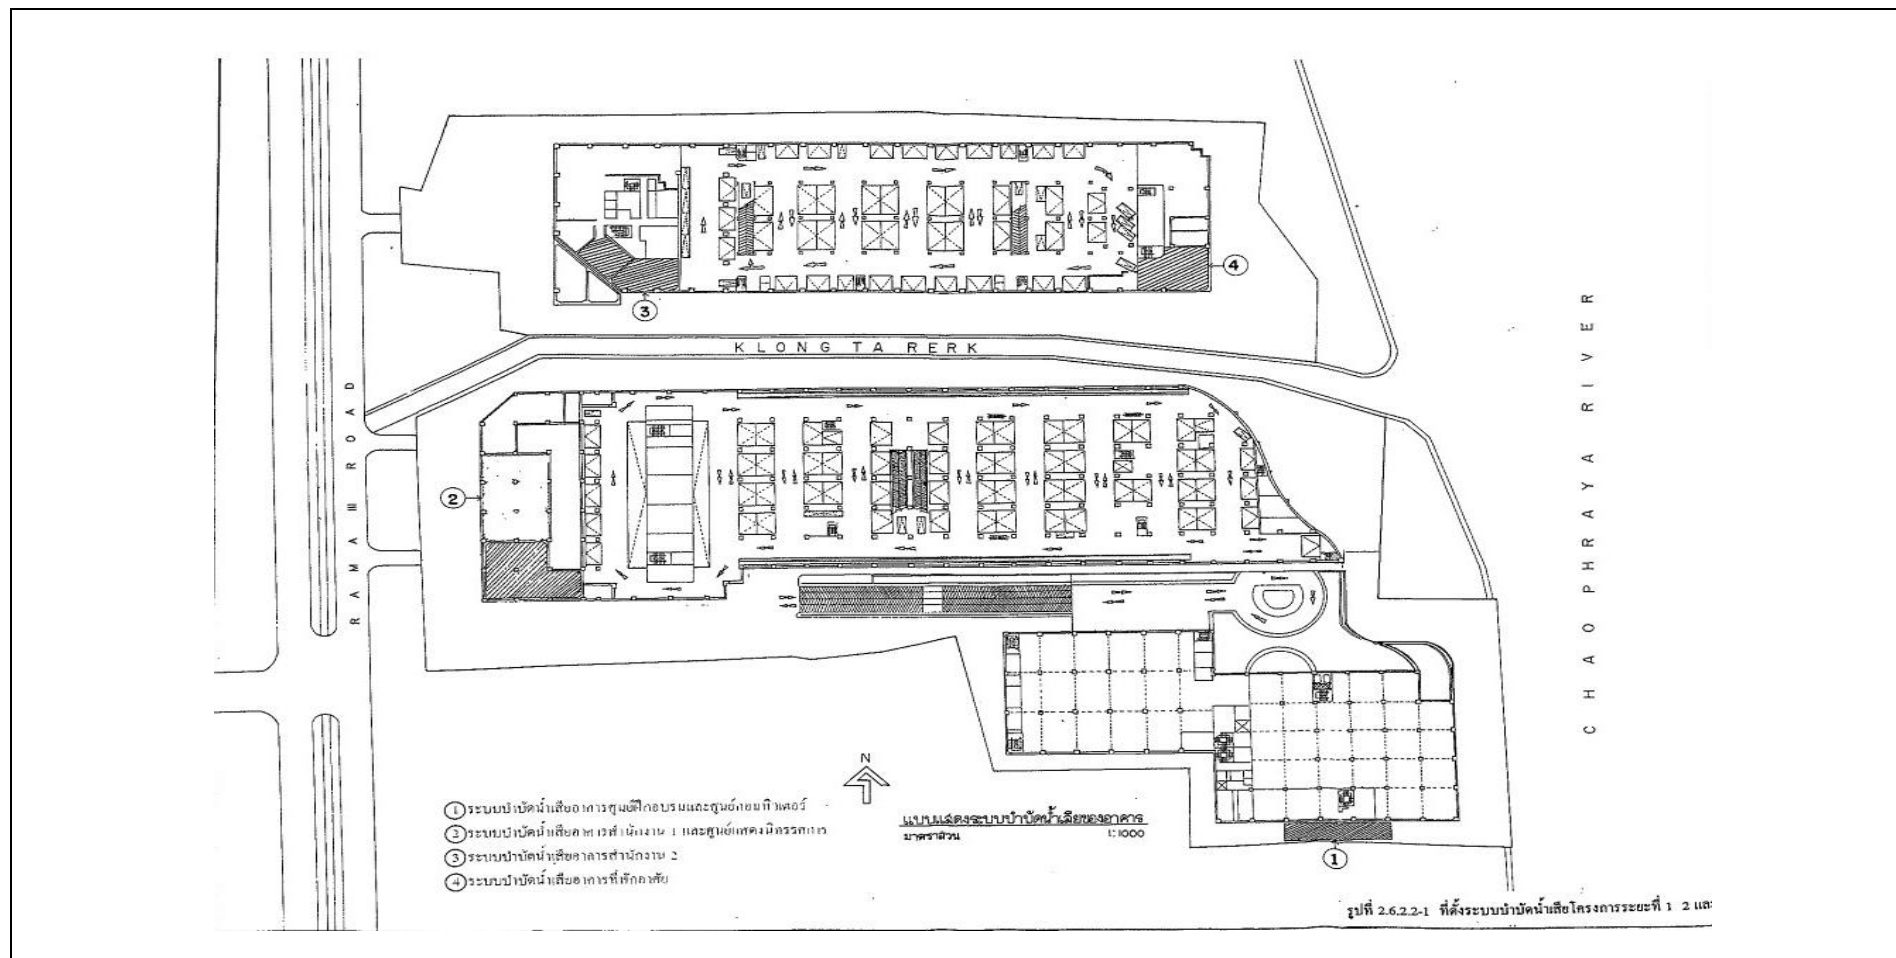 ④
③
KLONG TA RERK
RAMA III ROAD
CHAO PHRAYA RIVER
②
N
① ระบบบำบัดน้ำเสียอาคารศูนย์ฝึกอบรมและศูนย์คอมพิวเตอร์
② ระบบบำบัดน้ำเสียอาคารสำนักงาน 1 และศูนย์แสดงนิทรรศการ
③ ระบบบำบัดน้ำเสียอาคารสำนักงาน 2
④ ระบบบำบัดน้ำเสียอาคารที่พักอาศัย
แบบแสดงระบบบำบัดน้ำเสียของอาคาร
มาตราส่วน 1:1000
①
รูปที่ 2.6.2.2-1 ที่ตั้งระบบบำบัดน้ำเสียโครงการระยะที่ 1 2 และ